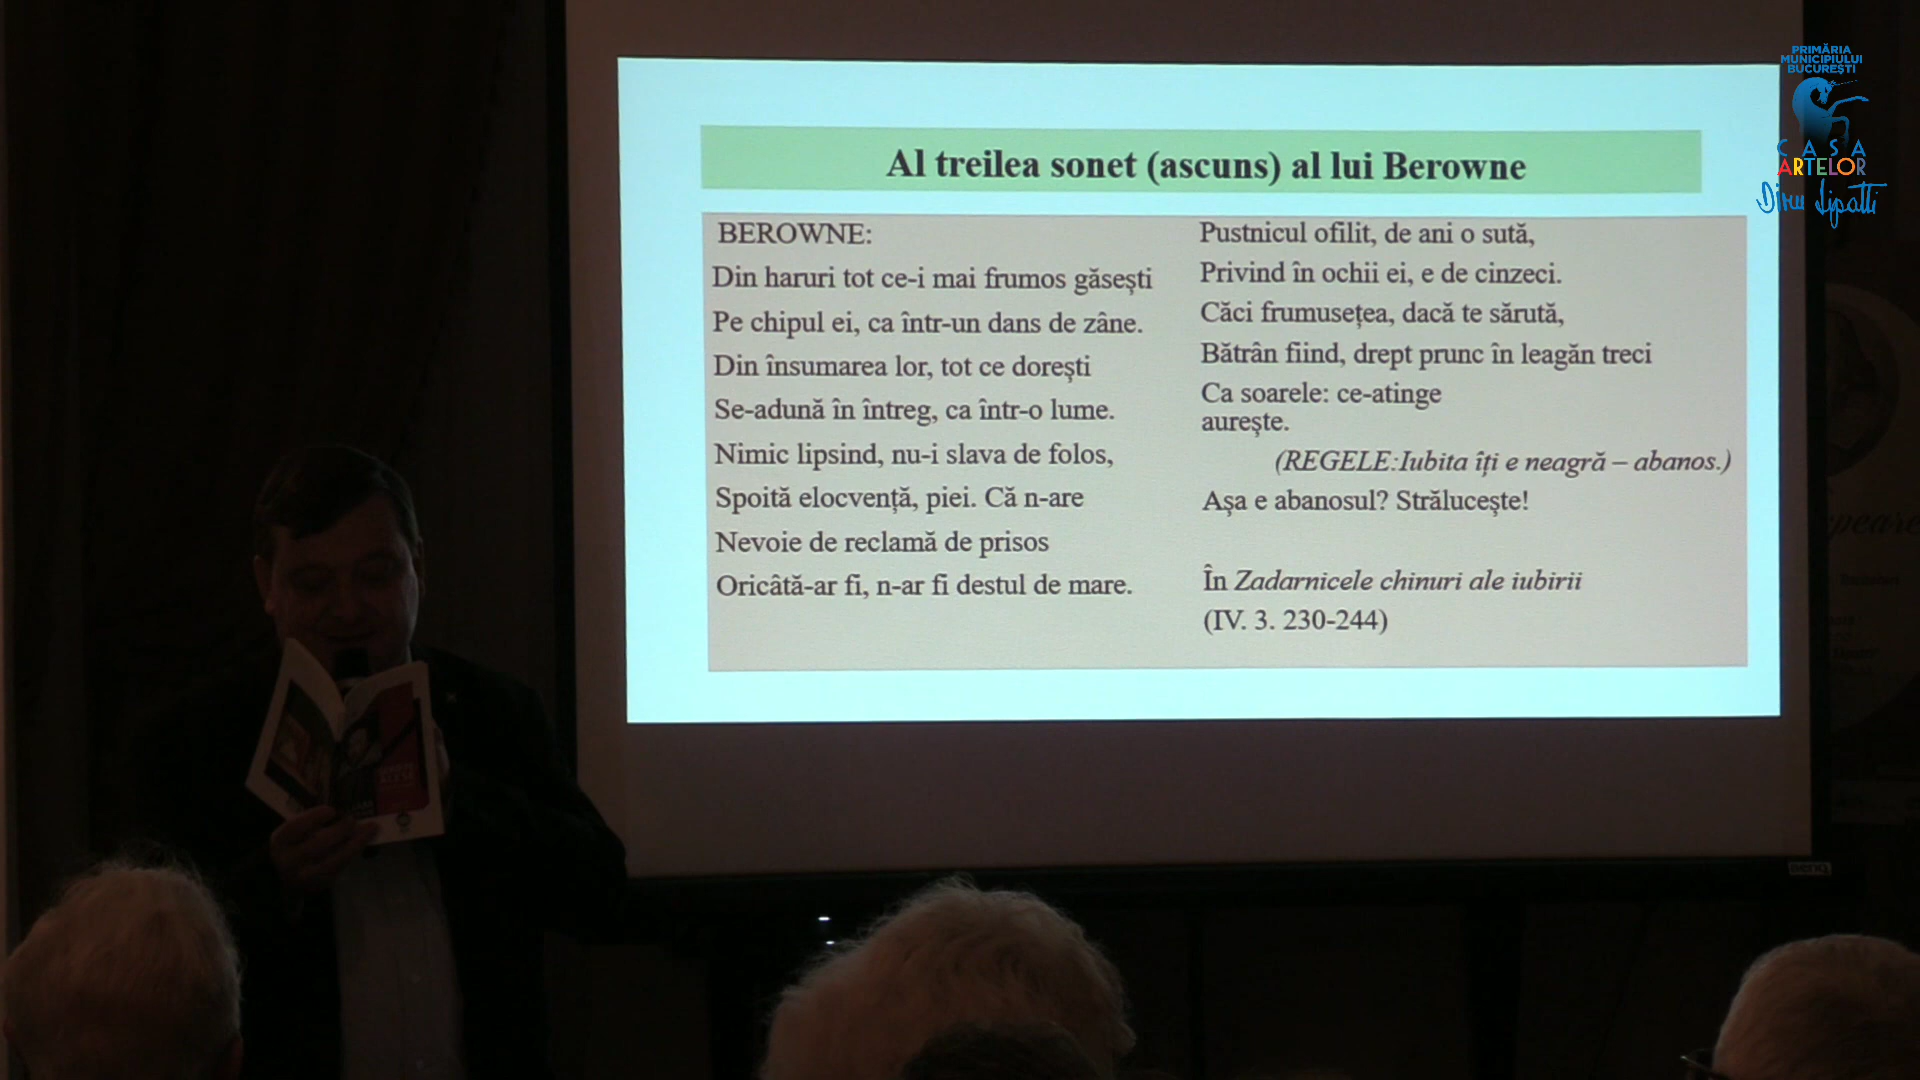 PRIMĂRIA
MUNICIPIULUI
BUCUREȘTI
CASA
ARTELOR
Dinu Lipatti
Al treilea sonet (ascuns) al lui Berowne
BEROWNE:
Din haruri tot ce-i mai frumos găsești
Pe chipul ei, ca într-un dans de zâne.
Din însumarea lor, tot ce dorești
Se-adună în întreg, ca într-o lume.
Nimic lipsind, nu-i slava de folos,
Spoită elocvență, piei. Că n-are
Nevoie de reclamă de prisos
Oricâtă-ar fi, n-ar fi destul de mare.
Pustnicul ofilit, de ani o sută,
Privind în ochii ei, e de cinzeci.
Căci frumusețea, dacă te sărută,
Bătrân fiind, drept prunc în leagăn treci
Ca soarele: ce-atinge
aurește.
(REGELE:Iubita îți e neagră – abanos.)
Așa e abanosul? Strălucește!
În Zadarnicele chinuri ale iubirii
(IV. 3. 230-244)